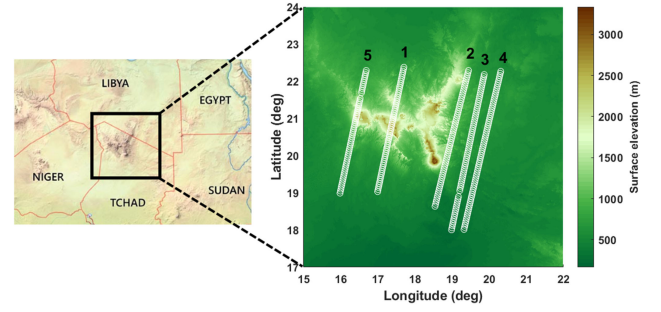 LIBYA
EGYPT
NIGER
SUDAN
TCHAD
24
23
22
21
20
19
18
17
Latitude (deg)
5 1 2 3 4
15 16 17 18 19 20 21 22
Longitude (deg)
3000
2500
2000
1500
1000
500
Surface elevation (m)